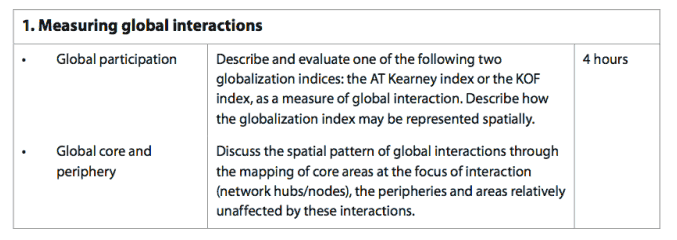 1. Measuring global interactions
• Global participation
Describe and evaluate one of the following two
globalization indices: the AT Kearney index or the KOF
index, as a measure of global interaction. Describe how
the globalization index may be represented spatially.
4 hours
• Global core and
periphery
Discuss the spatial pattern of global interactions through
the mapping of core areas at the focus of interaction
(network hubs/nodes), the peripheries and areas relatively
unaffected by these interactions.